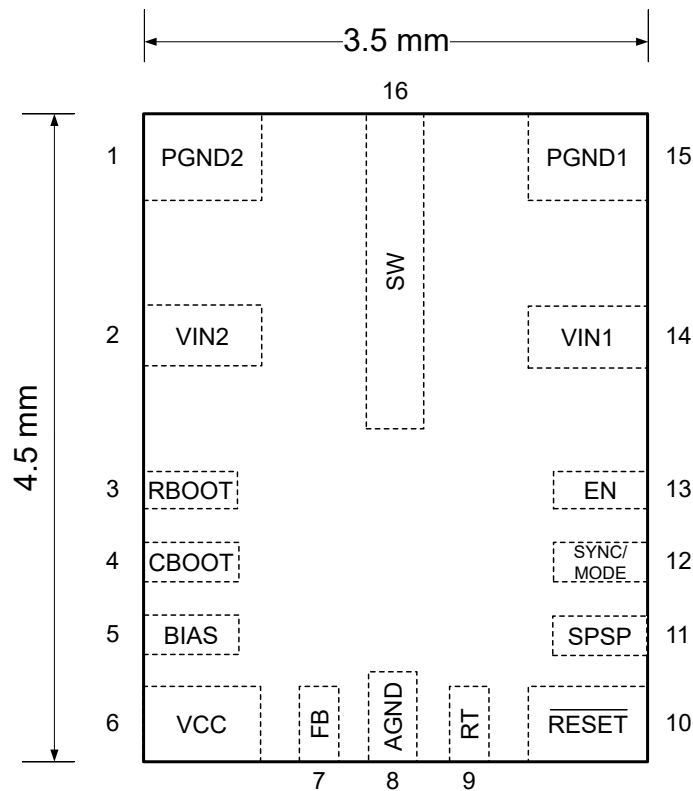 3.5 mm
16
1
PGND2
PGND1
15
SW
2
VIN2
VIN1
14
4.5 mm
3
RBOOT
EN
13
4
CBOOT
SYNC/
MODE
12
5
BIAS
SPSP
11
6
VCC
FB
AGND
RT
RESET
10
7
8
9